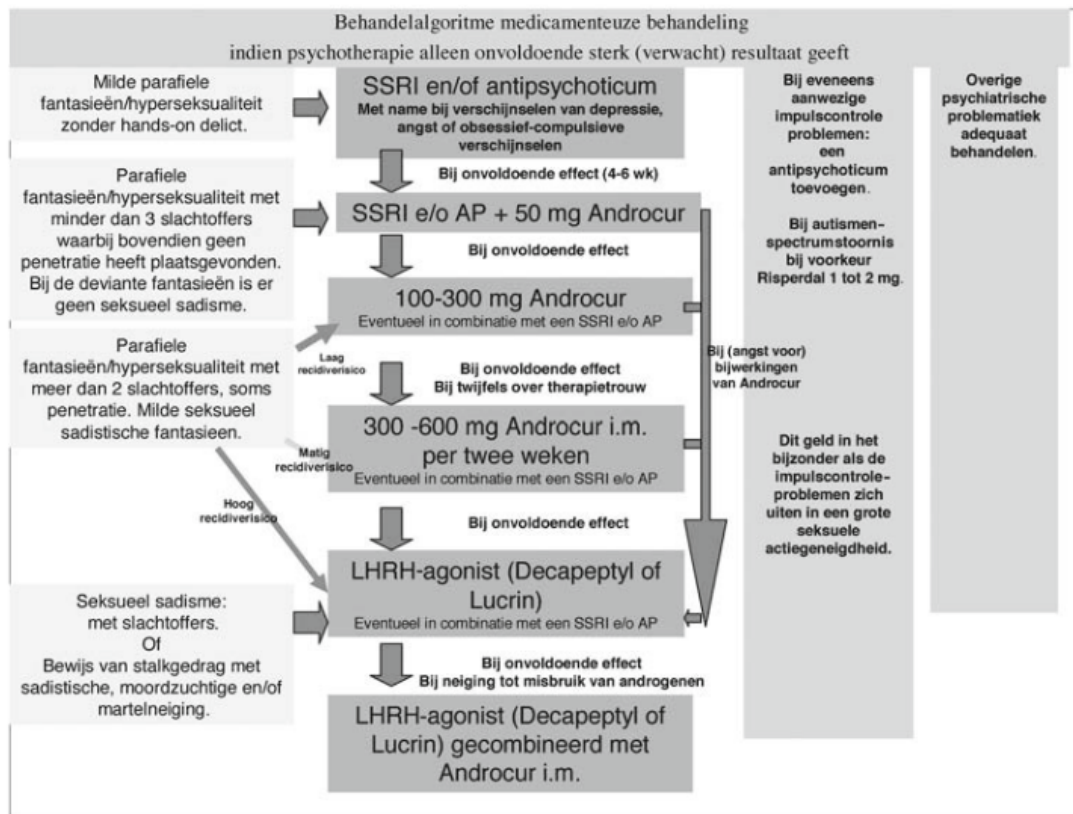 Behandelalgoritme medicamenteuze behandeling
indien psychotherapie alleen onvoldoende sterk (verwacht) resultaat geeft
Milde parafiele
fantasieën/hyperseksualiteit
zonder hands-on delict.
SSRI en/of antipsychoticum
Met name bij verschijnselen van depressie,
angst of obsessief-compulsieve
verschijnselen
Bij onvoldoende effect (4-6 wk)
Parafiele
fantasieën/hyperseksualiteit met
minder dan 3 slachtoffers
waarbij bovendien geen
penetratie heeft plaatsgevonden.
Bij de deviante fantasieën is er
geen seksueel sadisme.
SSRI e/o AP + 50 mg Androcur
Bij onvoldoende effect
100-300 mg Androcur
Eventueel in combinatie met een SSRI e/o AP
Parafiele
fantasieën/hyperseksualiteit met
meer dan 2 slachtoffers, soms
penetratie. Milde seksueel
sadistische fantasieen.
Laag
recidiverisico
Matig
recidiverisico
Hoog
recidiverisico
Bij onvoldoende effect
Bij twijfels over therapietrouw
300 -600 mg Androcur i.m.
per twee weken
Eventueel in combinatie met een SSRI e/o AP
Bij onvoldoende effect
LHRH-agonist (Decapeptyl of
Lucrin)
Eventueel in combinatie met een SSRI e/o AP
Seksueel sadisme:
met slachtoffers.
Of
Bewijs van stalkgedrag met
sadistische, moordzuchtige en/of
martelneiging.
Bij onvoldoende effect
Bij neiging tot misbruik van androgenen
LHRH-agonist (Decapeptyl of
Lucrin) gecombineerd met
Androcur i.m.
Bij (angst voor)
bijwerkingen
van Androcur
Bij eveneens
aanwezige
impulscontrole
problemen:
een
antipsychoticum
toevoegen.
Bij autismen-
spectrumstoornis
bij voorkeur
Risperdal 1 tot 2 mg.
Dit geld in het
bijzonder als de
impulscontrole-
problemen zich
uiten in een grote
seksuele
actiegeneigdheid.
Overige
psychiatrische
problematiek
adequaat
behandelen.